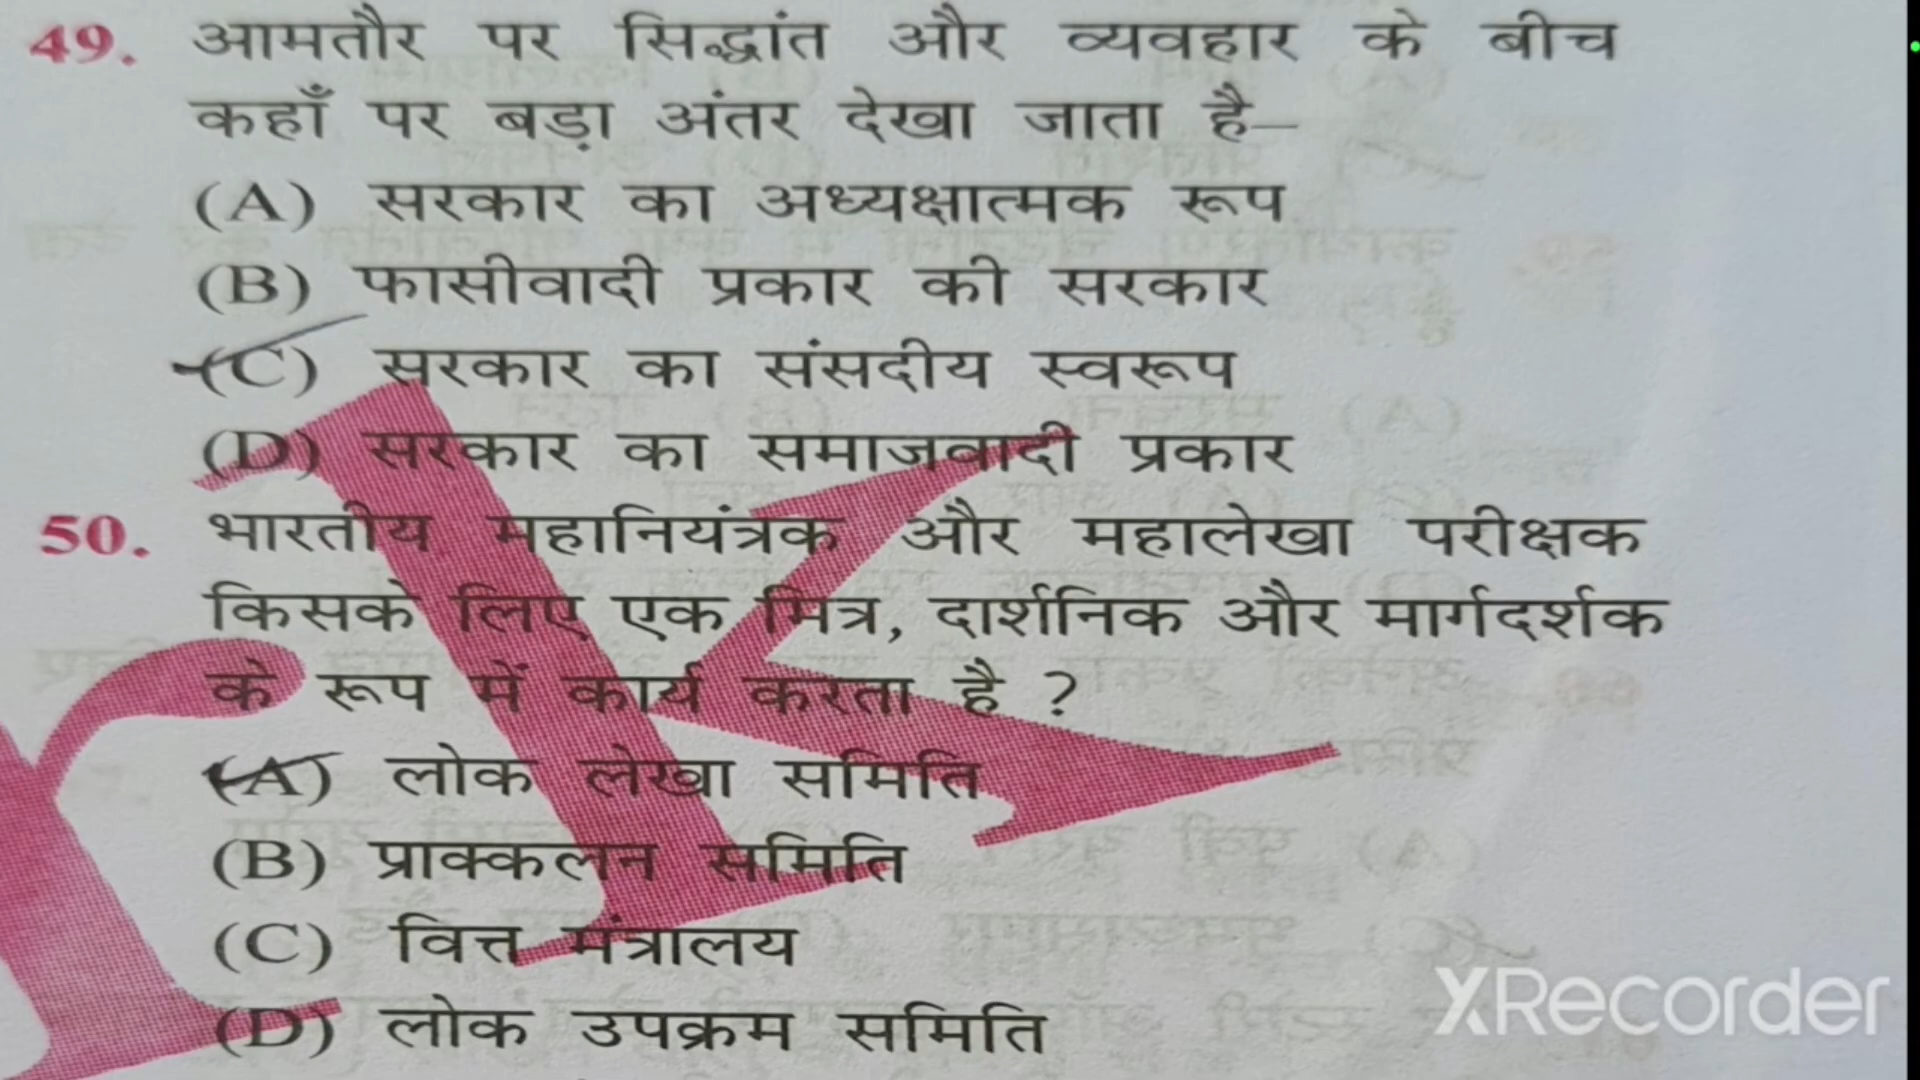 49. आमतौर पर सिद्धांत और व्यवहार के बीच
कहाँ पर बड़ा अंतर देखा जाता है–
(A) सरकार का अध्यक्षात्मक रूप
(B) फासीवादी प्रकार की सरकार
(C) सरकार का संसदीय स्वरूप
(D) सरकार का समाजवादी प्रकार
50. भारतीय महानियंत्रक और महालेखा परीक्षक
किसके लिए एक मित्र, दार्शनिक और मार्गदर्शक
के रूप में कार्य करता है ?
(A) लोक लेखा समिति
(B) प्राक्कलन समिति
(C) वित्त मंत्रालय
(D) लोक उपक्रम समिति
XRecorder